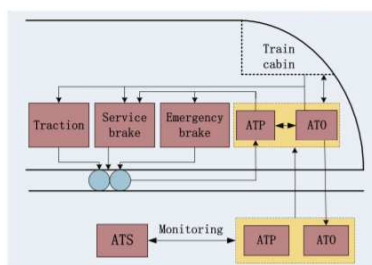 Train
cabin
Traction
Service
brake
Emergency
brake
ATP
ATO
ATS
Monitoring
ATP
ATO